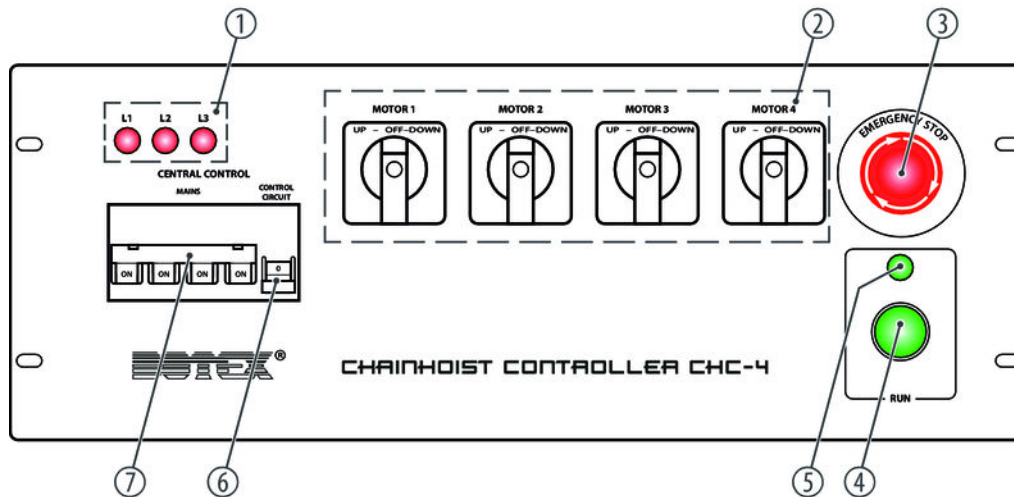 1
2
3
L1 L2 L3
MOTOR 1
MOTOR 2
MOTOR 3
MOTOR 4
UP – OFF–DOWN
UP – OFF–DOWN
UP – OFF–DOWN
UP – OFF–DOWN
EMERGENCY STOP
CENTRAL CONTROL
MAINS
CONTROL
CIRCUIT
ON ON ON ON
0
BOTEX®
CHAINHOIST CONTROLLER CHC-4
RUN
7
6
5
4